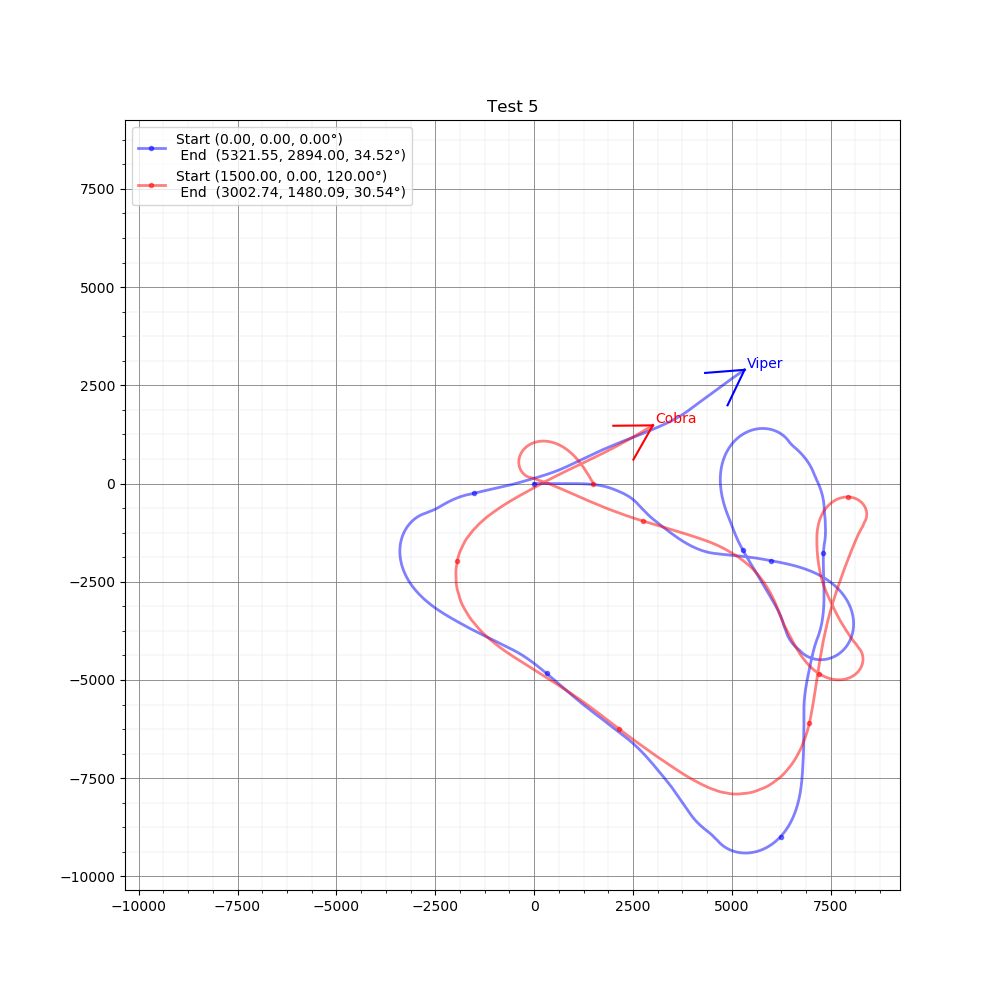 Test 5
Start (0.00, 0.00, 0.00°)
End  (5321.55, 2894.00, 34.52°)
Start (1500.00, 0.00, 120.00°)
End  (3002.74, 1480.09, 30.54°)
7500
5000
Viper
2500
Cobra
0
−2500
−5000
−7500
−10000
−10000 −7500 −5000 −2500 0 2500 5000 7500